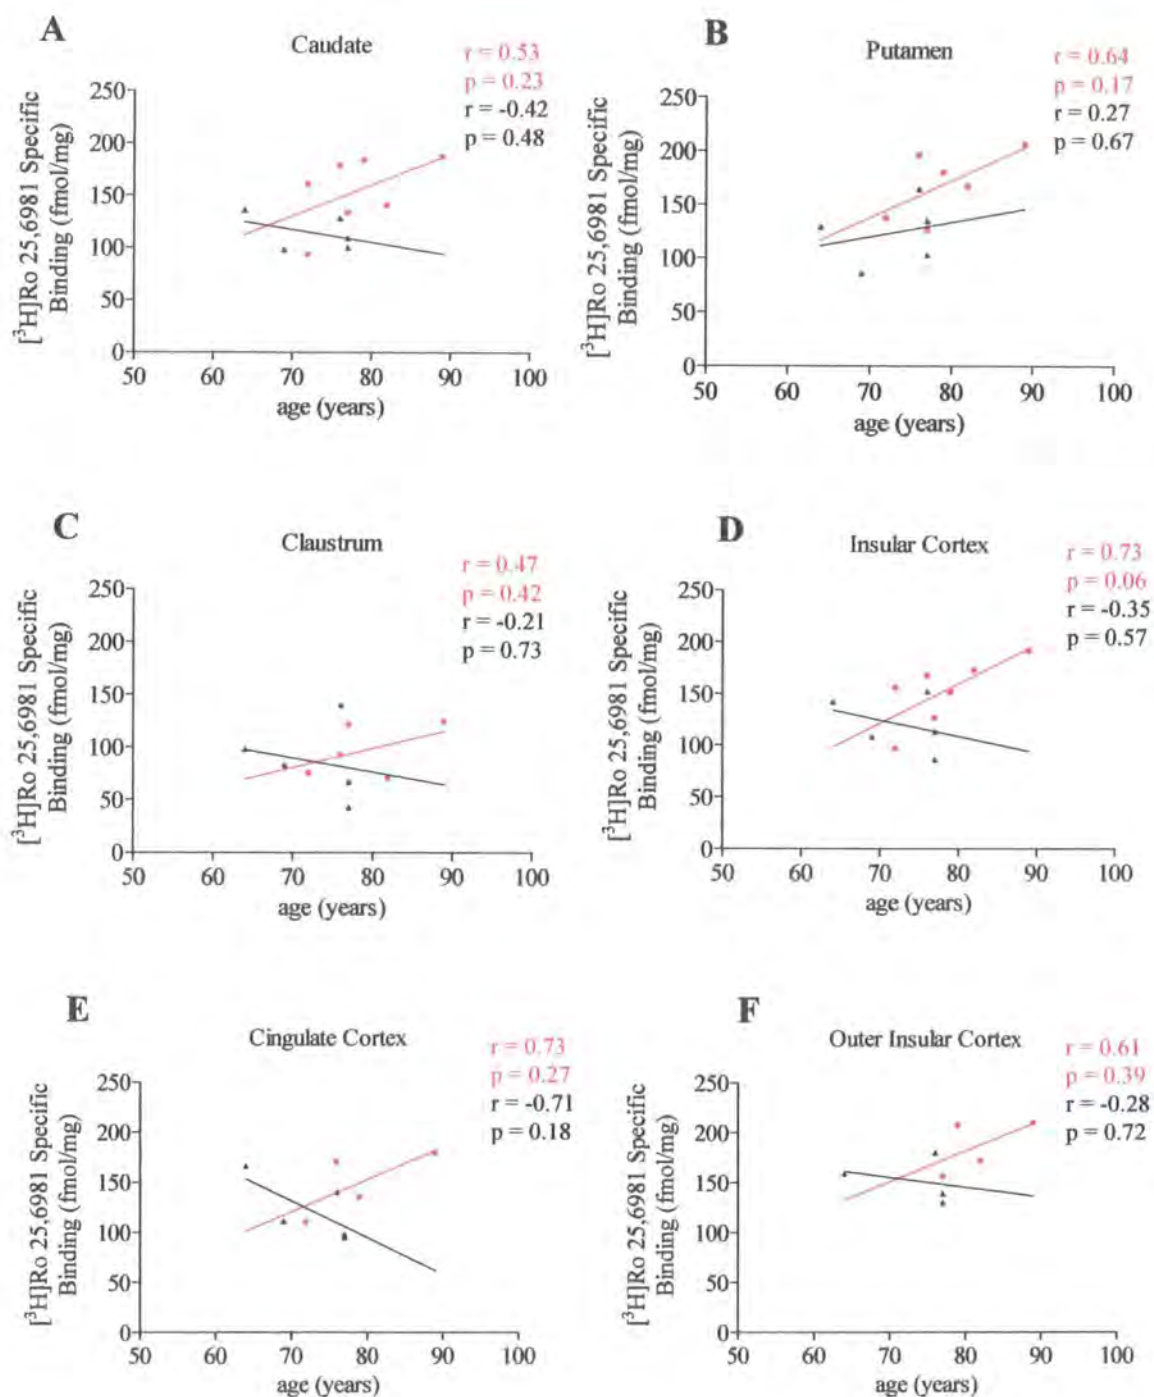 A
Caudate
r = 0.53
p = 0.23
r = -0.42
p = 0.48
[³H]Ro 25,6981 Specific
Binding (fmol/mg)
250
200
150
100
50
0
50 60 70 80 90 100
age (years)
B
Putamen
r = 0.64
p = 0.17
r = 0.27
p = 0.67
[³H]Ro 25,6981 Specific
Binding (fmol/mg)
250
200
150
100
50
0
50 60 70 80 90 100
age (years)
C
Claustrum
r = 0.47
p = 0.42
r = -0.21
p = 0.73
[³H]Ro 25,6981 Specific
Binding (fmol/mg)
250
200
150
100
50
0
50 60 70 80 90 100
age (years)
D
Insular Cortex
r = 0.73
p = 0.06
r = -0.35
p = 0.57
[³H]Ro 25,6981 Specific
Binding (fmol/mg)
250
200
150
100
50
0
50 60 70 80 90 100
age (years)
E
Cingulate Cortex
r = 0.73
p = 0.27
r = -0.71
p = 0.18
[³H]Ro 25,6981 Specific
Binding (fmol/mg)
250
200
150
100
50
0
50 60 70 80 90 100
age (years)
F
Outer Insular Cortex
r = 0.61
p = 0.39
r = -0.28
p = 0.72
[³H]Ro 25,6981 Specific
Binding (fmol/mg)
250
200
150
100
50
0
50 60 70 80 90 100
age (years)